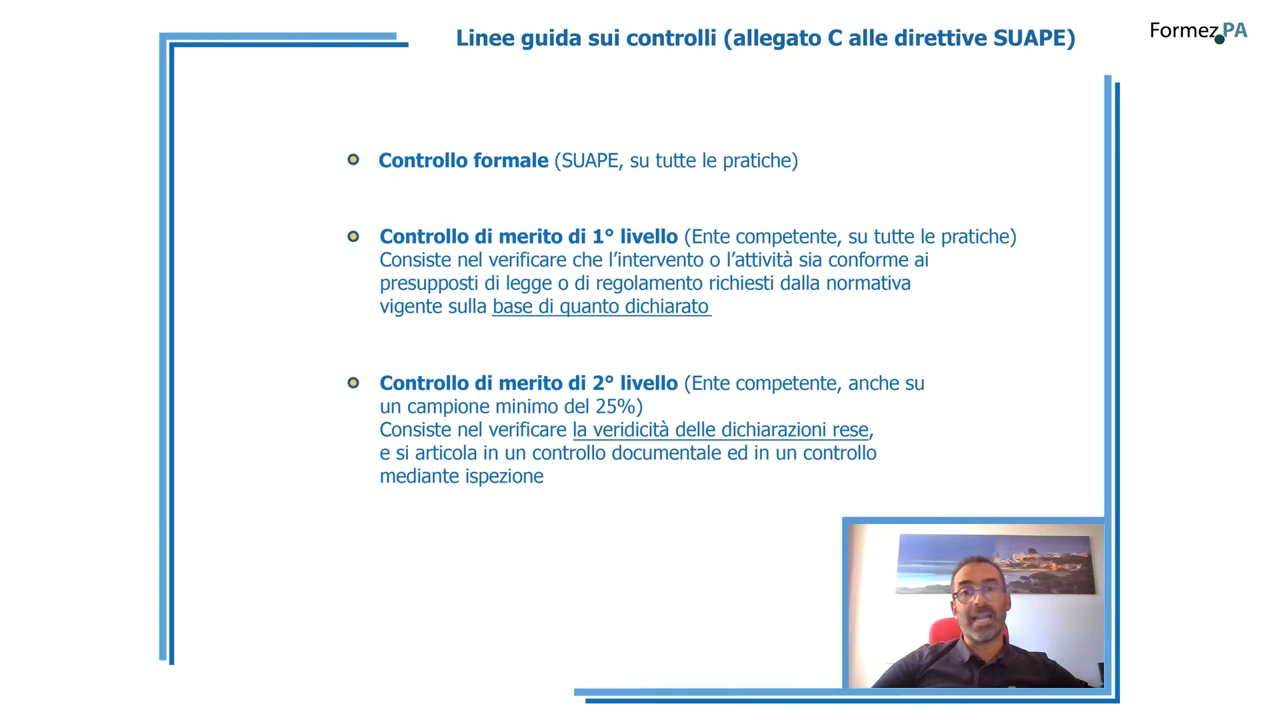 Linee guida sui controlli (allegato C alle direttive SUAPE)
Formez.PA
Controllo formale (SUAPE, su tutte le pratiche)
Controllo di merito di 1° livello (Ente competente, su tutte le pratiche)
Consiste nel verificare che l'intervento o l'attività sia conforme ai
presupposti di legge o di regolamento richiesti dalla normativa
vigente sulla base di quanto dichiarato
Controllo di merito di 2° livello (Ente competente, anche su
un campione minimo del 25%)
Consiste nel verificare la veridicità delle dichiarazioni rese,
e si articola in un controllo documentale ed in un controllo
mediante ispezione